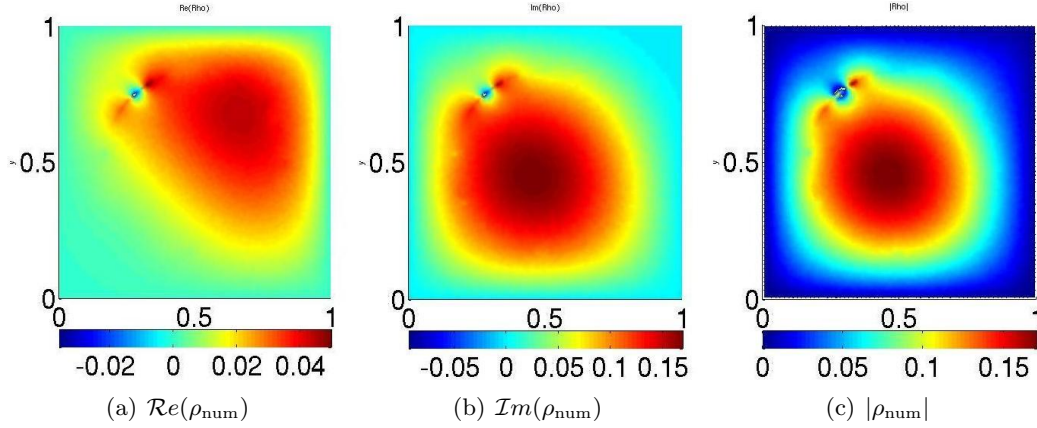 Re(Rho)
Im(Rho)
|Rho|
1
1
1
y
0.5
y
0.5
y
0.5
0
0
0
0 0.5 1
0 0.5 1
0 0.5 1
-0.02 0 0.02 0.04
-0.05 0 0.05 0.1 0.15
0 0.05 0.1 0.15
(a) Re(ρnum)
(b) Im(ρnum)
(c) |ρnum|